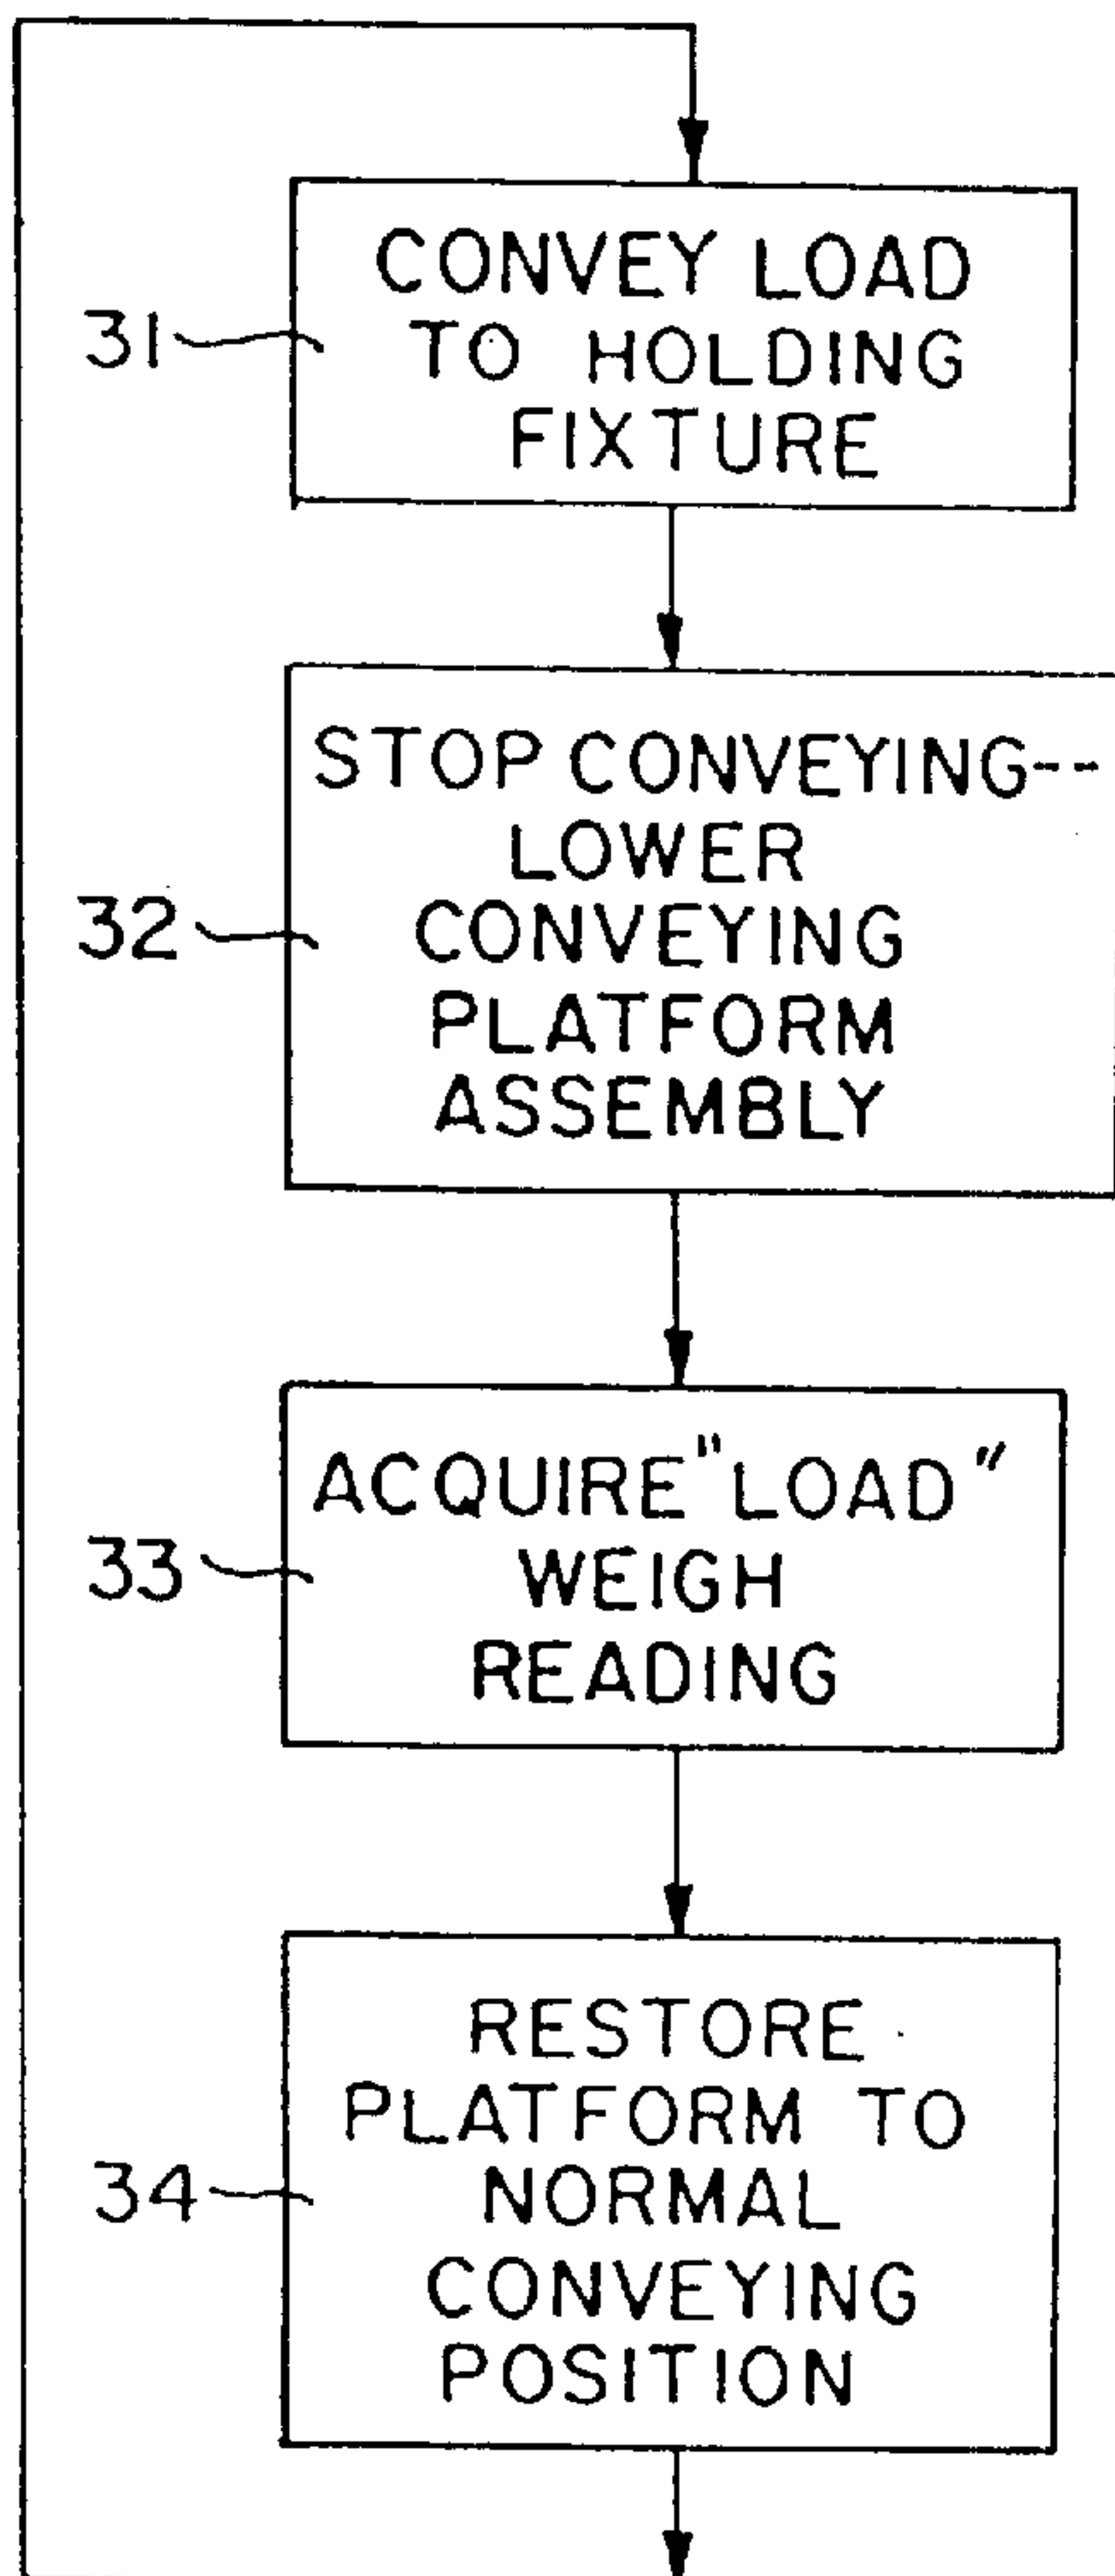 CONVEY LOAD
31 TO HOLDING
FIXTURE
STOP CONVEYING--
LOWER
32 CONVEYING
PLATFORM
ASSEMBLY
ACQUIRE "LOAD"
33 WEIGH
READING
RESTORE
PLATFORM TO
34 NORMAL
CONVEYING
POSITION